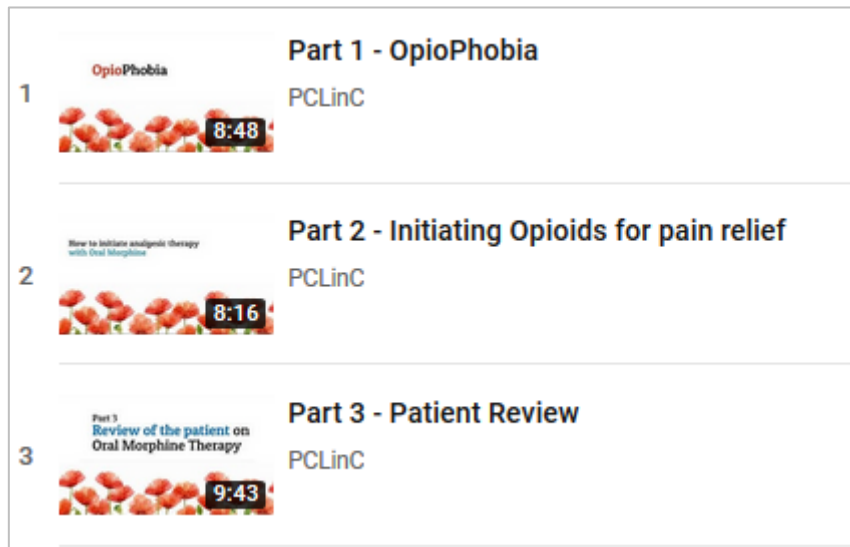 1
OpioPhobia
8:48
Part 1 - OpioPhobia
PCLinC
2
How to initiate analgesic therapy
with Oral Morphine
8:16
Part 2 - Initiating Opioids for pain relief
PCLinC
3
Part 3
Review of the patient on
Oral Morphine Therapy
9:43
Part 3 - Patient Review
PCLinC